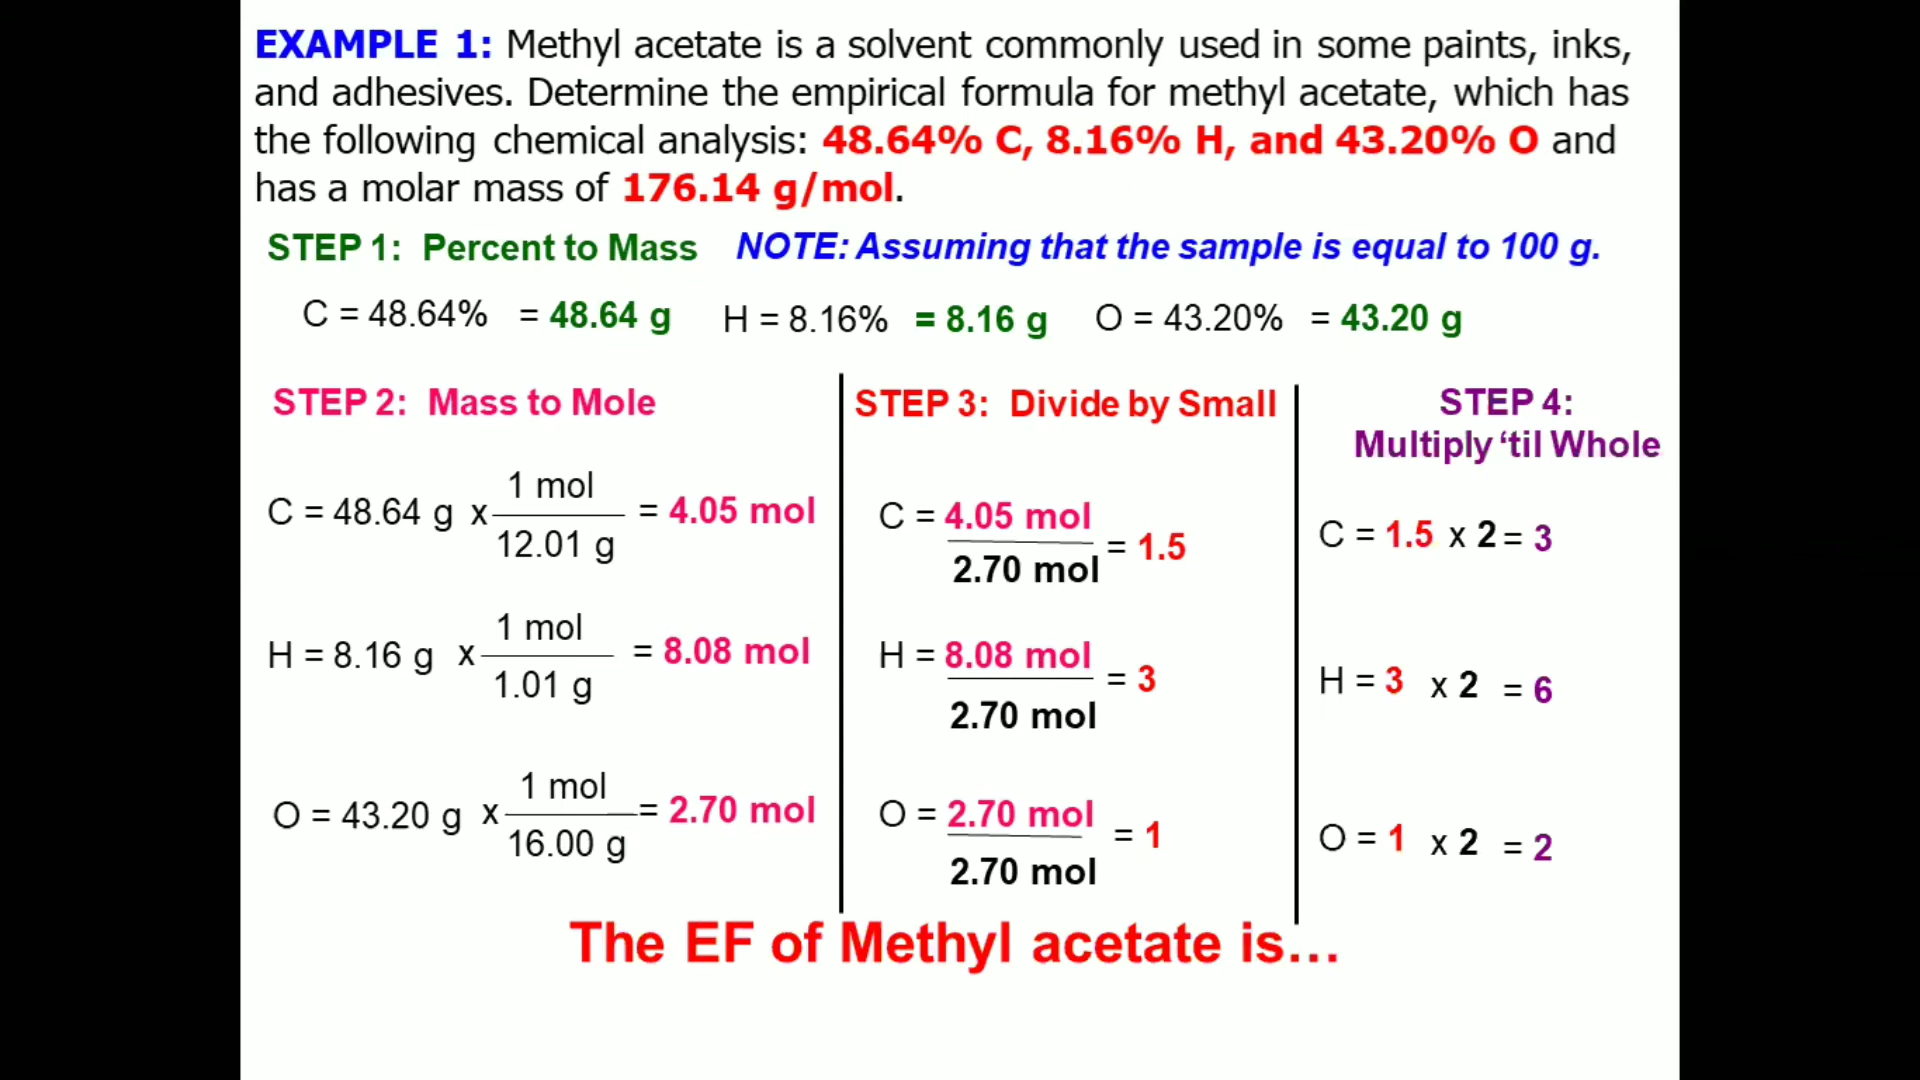 EXAMPLE 1: Methyl acetate is a solvent commonly used in some paints, inks,
and adhesives. Determine the empirical formula for methyl acetate, which has
the following chemical analysis: 48.64% C, 8.16% H, and 43.20% O and
has a molar mass of 176.14 g/mol.
STEP 1: Percent to Mass NOTE: Assuming that the sample is equal to 100 g.
C = 48.64% = 48.64 g H = 8.16% = 8.16 g O = 43.20% = 43.20 g
STEP 2: Mass to Mole
C = 48.64 g x 1 mol = 4.05 mol
12.01 g
H = 8.16 g x 1 mol = 8.08 mol
1.01 g
O = 43.20 g x 1 mol = 2.70 mol
16.00 g
STEP 3: Divide by Small
C = 4.05 mol = 1.5
2.70 mol
H = 8.08 mol = 3
2.70 mol
O = 2.70 mol = 1
2.70 mol
STEP 4:
Multiply ‘til Whole
C = 1.5 x 2 = 3
H = 3 x 2 = 6
O = 1 x 2 = 2
The EF of Methyl acetate is...